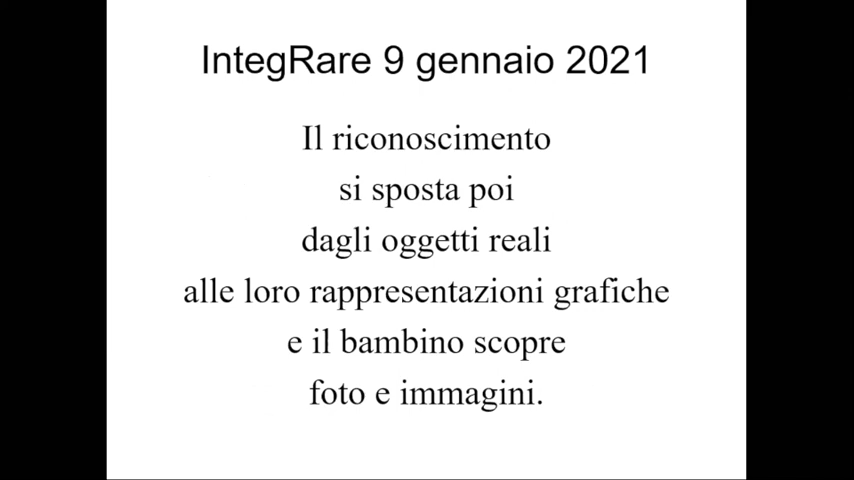 IntegRare 9 gennaio 2021
Il riconoscimento
si sposta poi
dagli oggetti reali
alle loro rappresentazioni grafiche
e il bambino scopre
foto e immagini.